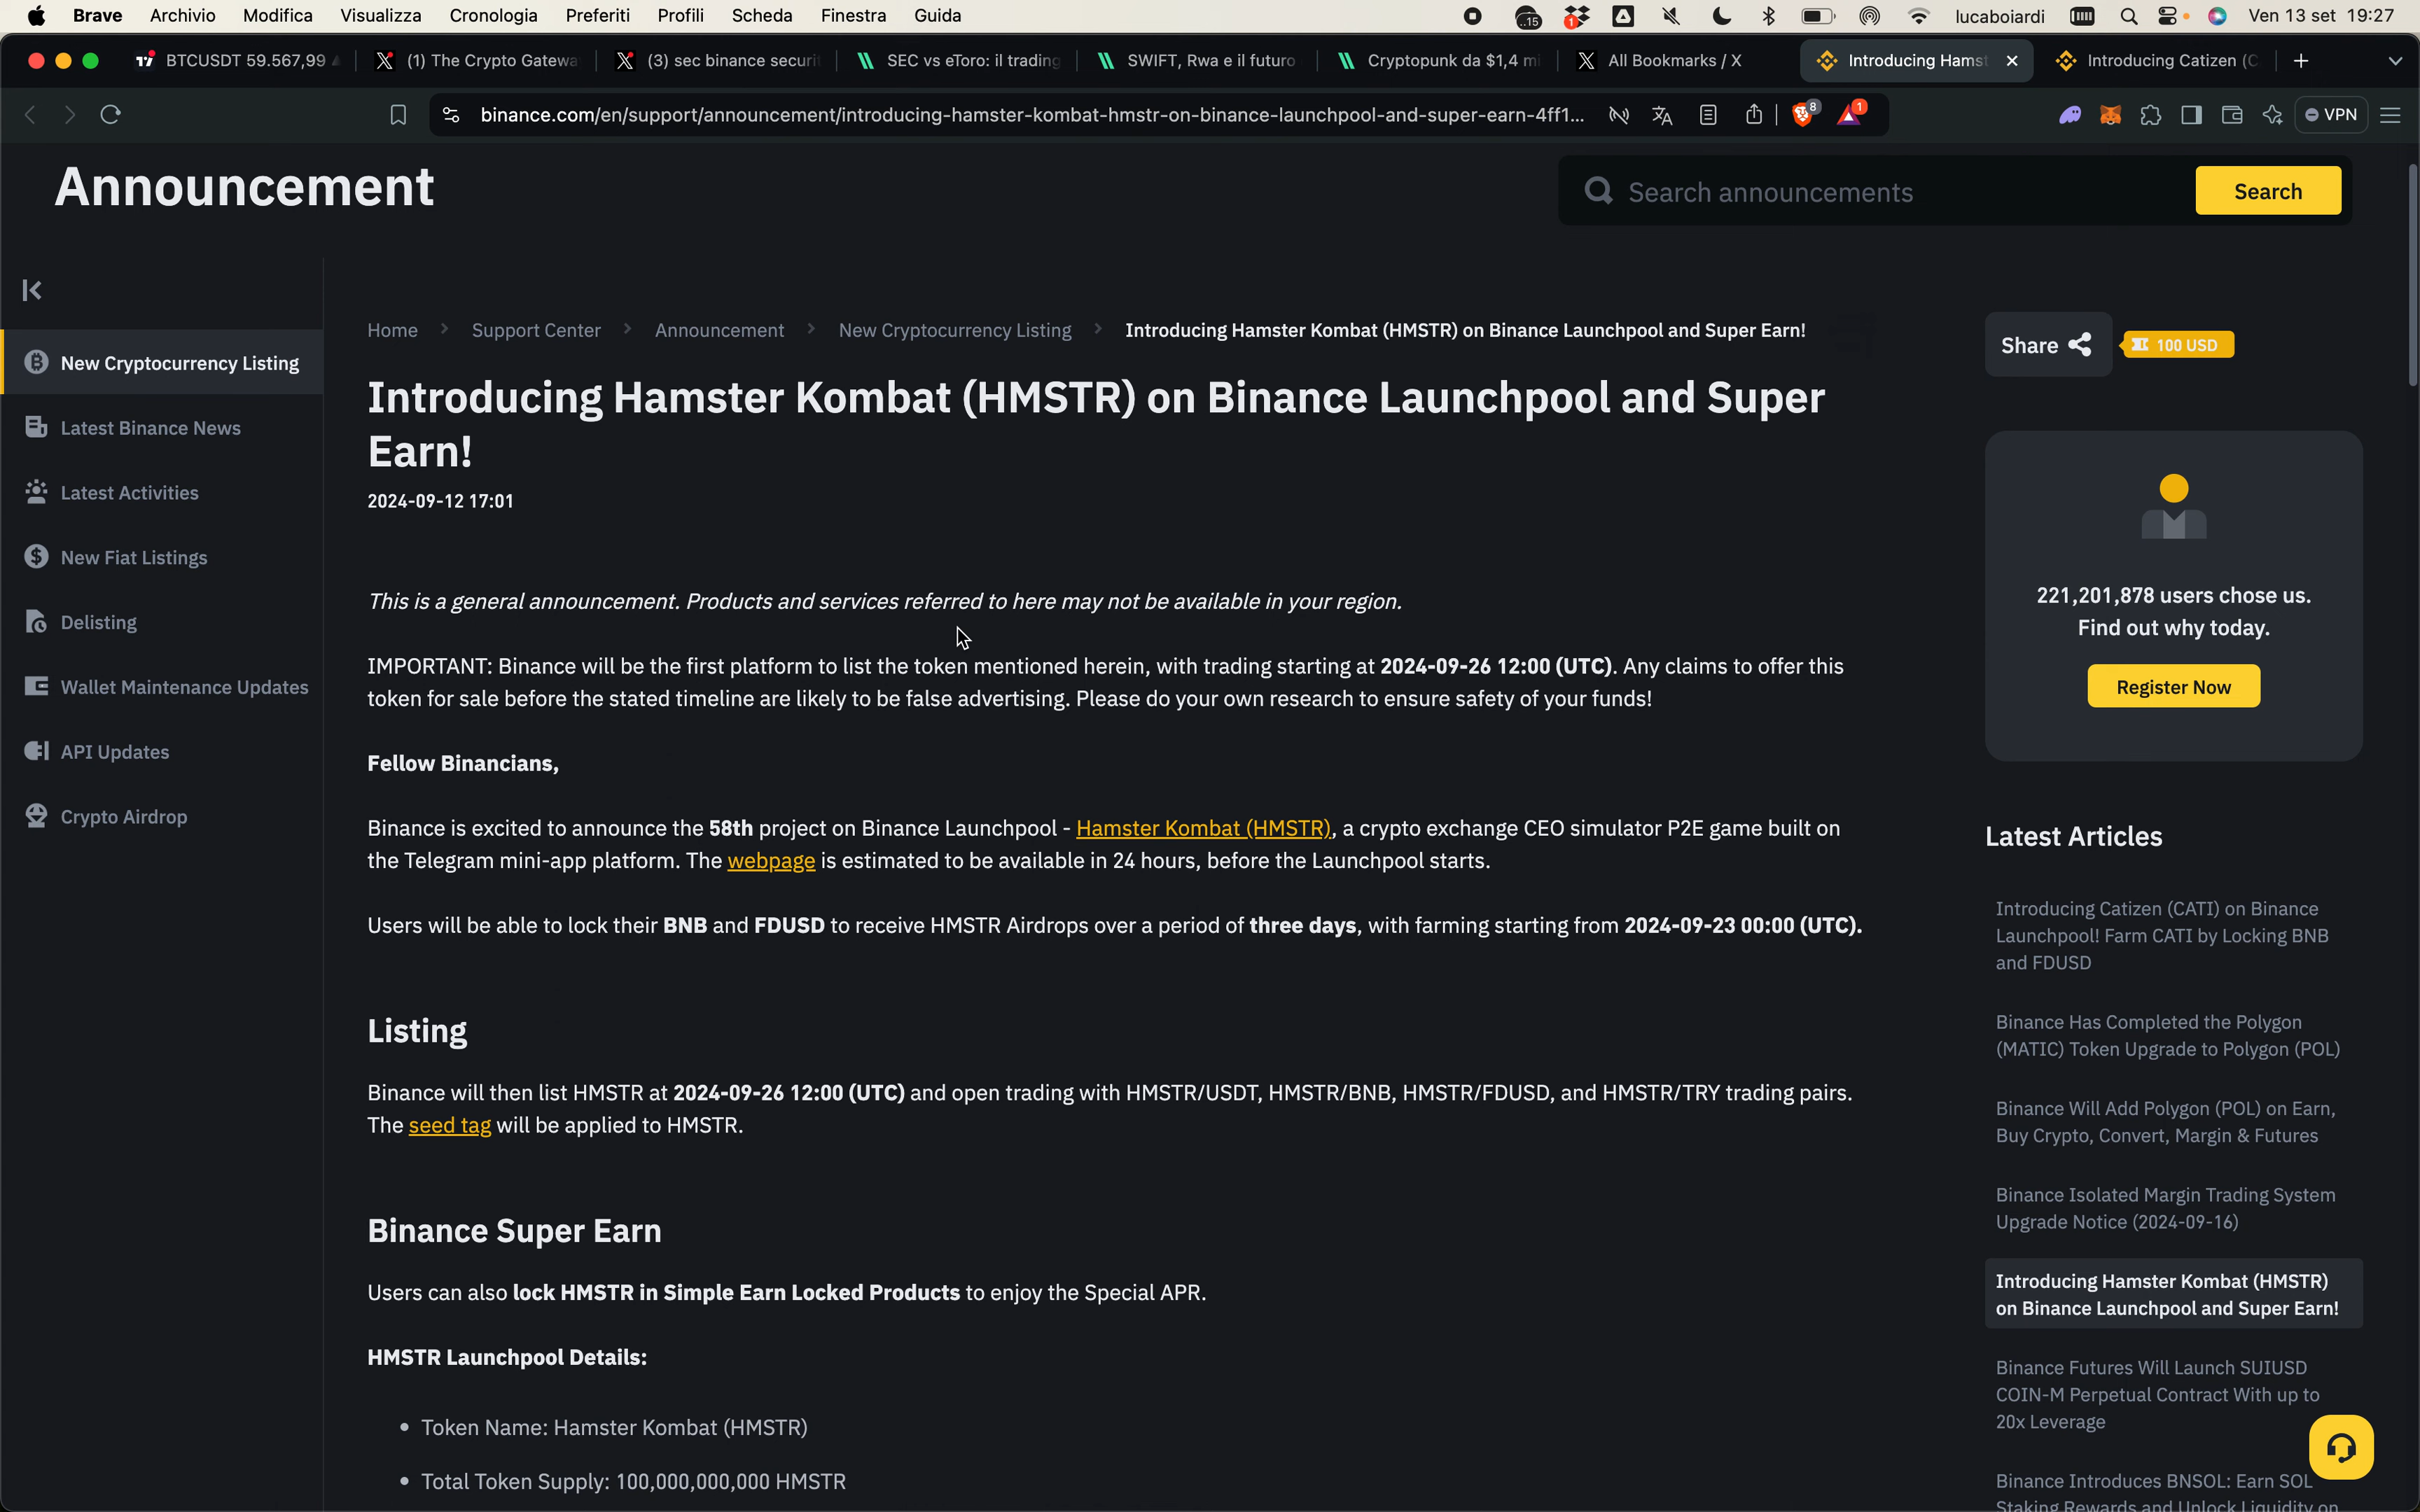 Brave Archivio Modifica Visualizza Cronologia Preferiti Profili Scheda Finestra Guida
..15 1 lucaboiardi Ven 13 set 19:27
BTCUSDT 59.567,99 (1) The Crypto Gatewa (3) sec binance securit SEC vs eToro: il trading SWIFT, Rwa e il futuro Cryptopunk da $1,4 mi All Bookmarks / X Introducing Hamst Introducing Catizen (C
binance.com/en/support/announcement/introducing-hamster-kombat-hmstr-on-binance-launchpool-and-super-earn-4ff1... 8 1 VPN
Announcement
Search announcements
Search
New Cryptocurrency Listing
Latest Binance News
Latest Activities
New Fiat Listings
Delisting
Wallet Maintenance Updates
API Updates
Crypto Airdrop
Home > Support Center > Announcement > New Cryptocurrency Listing > Introducing Hamster Kombat (HMSTR) on Binance Launchpool and Super Earn!
Introducing Hamster Kombat (HMSTR) on Binance Launchpool and Super
Earn!
2024-09-12 17:01
This is a general announcement. Products and services referred to here may not be available in your region.
IMPORTANT: Binance will be the first platform to list the token mentioned herein, with trading starting at 2024-09-26 12:00 (UTC). Any claims to offer this
token for sale before the stated timeline are likely to be false advertising. Please do your own research to ensure safety of your funds!
Fellow Binancians,
Binance is excited to announce the 58th project on Binance Launchpool - Hamster Kombat (HMSTR), a crypto exchange CEO simulator P2E game built on
the Telegram mini-app platform. The webpage is estimated to be available in 24 hours, before the Launchpool starts.
Users will be able to lock their BNB and FDUSD to receive HMSTR Airdrops over a period of three days, with farming starting from 2024-09-23 00:00 (UTC).
Listing
Binance will then list HMSTR at 2024-09-26 12:00 (UTC) and open trading with HMSTR/USDT, HMSTR/BNB, HMSTR/FDUSD, and HMSTR/TRY trading pairs.
The seed tag will be applied to HMSTR.
Binance Super Earn
Users can also lock HMSTR in Simple Earn Locked Products to enjoy the Special APR.
HMSTR Launchpool Details:
• Token Name: Hamster Kombat (HMSTR)
• Total Token Supply: 100,000,000,000 HMSTR
Share 100 USD
221,201,878 users chose us.
Find out why today.
Register Now
Latest Articles
Introducing Catizen (CATI) on Binance
Launchpool! Farm CATI by Locking BNB
and FDUSD
Binance Has Completed the Polygon
(MATIC) Token Upgrade to Polygon (POL)
Binance Will Add Polygon (POL) on Earn,
Buy Crypto, Convert, Margin & Futures
Binance Isolated Margin Trading System
Upgrade Notice (2024-09-16)
Introducing Hamster Kombat (HMSTR)
on Binance Launchpool and Super Earn!
Binance Futures Will Launch SUIUSD
COIN-M Perpetual Contract With up to
20x Leverage
Binance Introduces BNSOL: Earn SOL
Staking Rewards and Unlock Liquidity on